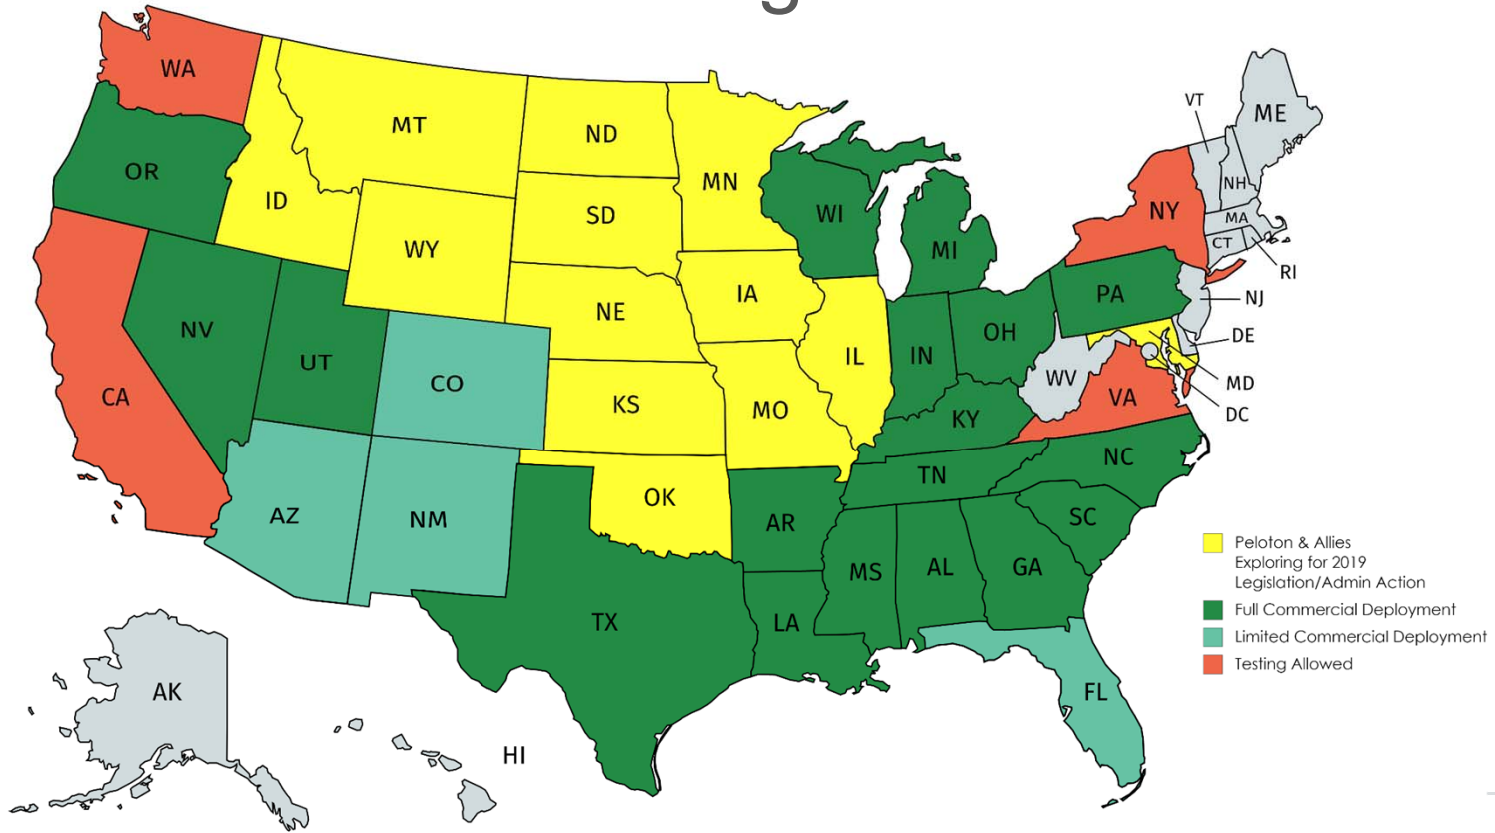 g
WA
MT
ND
MN
OR
ID
SD
WY
WI
MI
NY
VT
ME
NH
MA
CT
RI
NJ
DE
MD
DC
NV
UT
CO
NE
IA
IL
IN
OH
PA
WV
VA
CA
KS
MO
KY
NC
TN
AZ
NM
OK
AR
SC
MS
AL
GA
TX
LA
FL
AK
HI
Peloton & Allies
Exploring for 2019
Legislation/Admin Action
Full Commercial Deployment
Limited Commercial Deployment
Testing Allowed